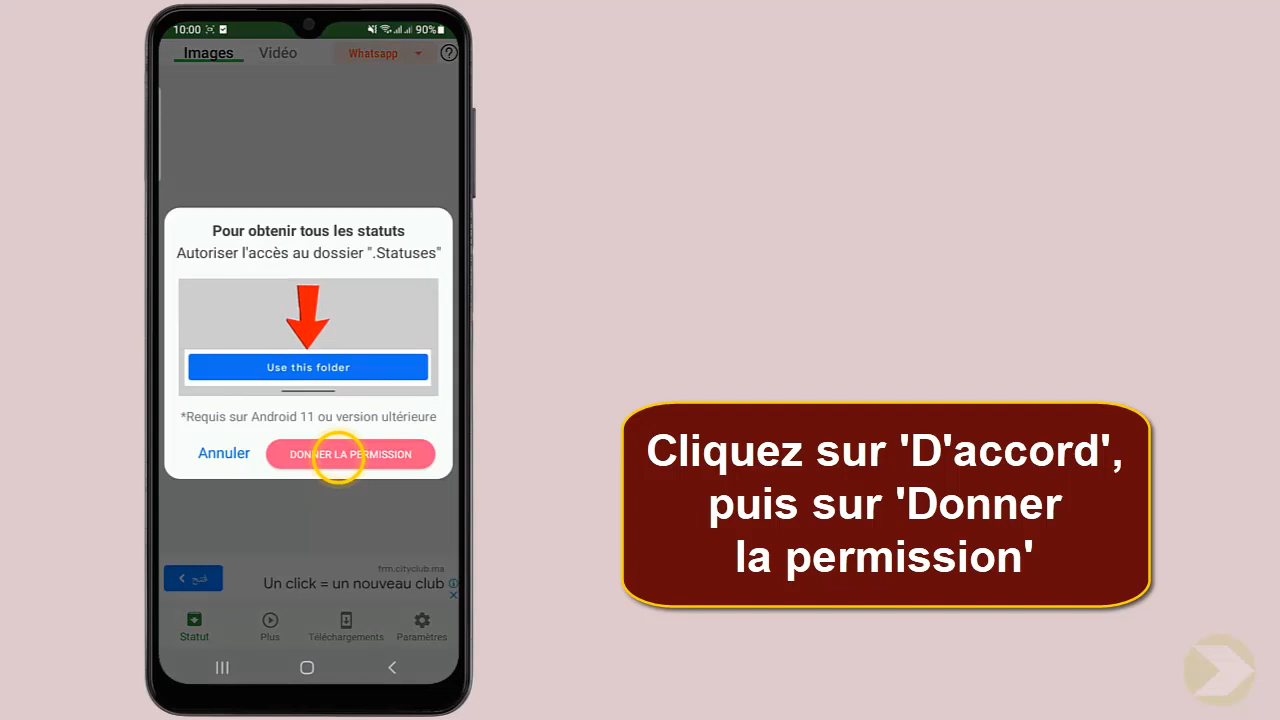 10:00
90%
Images Vidéo Whatsapp
Pour obtenir tous les statuts
Autoriser l'accès au dossier ".Statuses"
Use this folder
*Requis sur Android 11 ou version ultérieure
Annuler DONNER LA PERMISSION
frm.cityclub.ma
فتح
Un click = un nouveau club
Statut Plus Téléchargements Paramètres
Cliquez sur 'D'accord',
puis sur 'Donner
la permission'